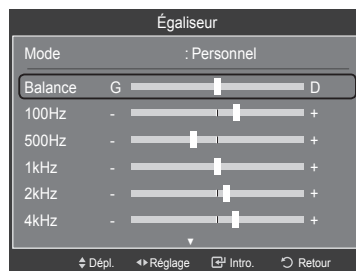 Égaliseur
Mode : Personnel
Balance G D
100Hz - +
500Hz - +
1kHz - +
2kHz - +
4kHz - +
Dépl. Réglage Intro. Retour